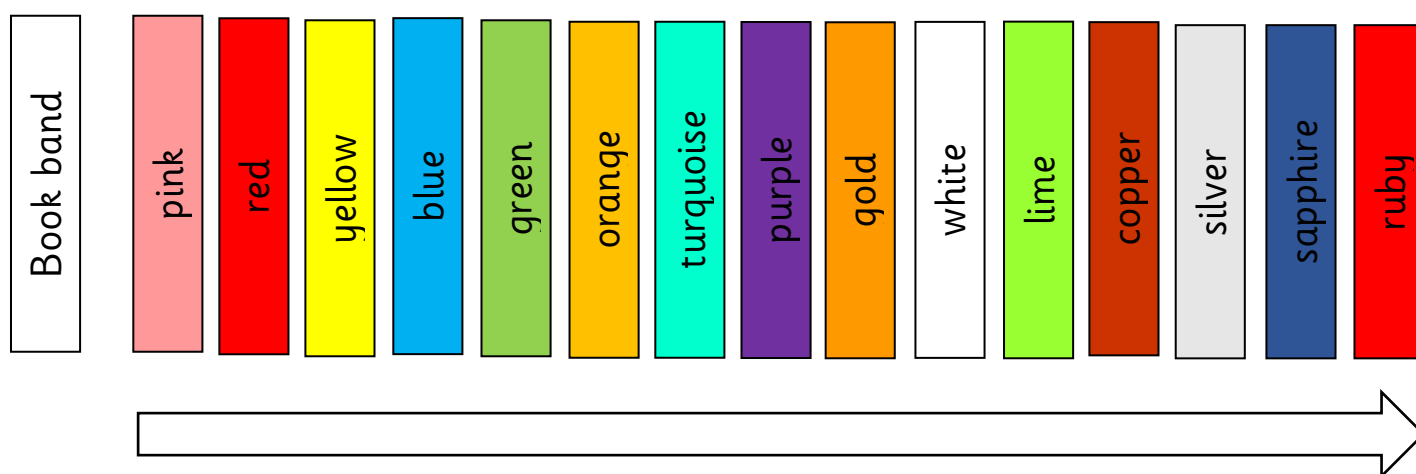 Book band
pink
red
yellow
blue
green
orange
turquoise
purple
gold
white
lime
copper
silver
sapphire
ruby